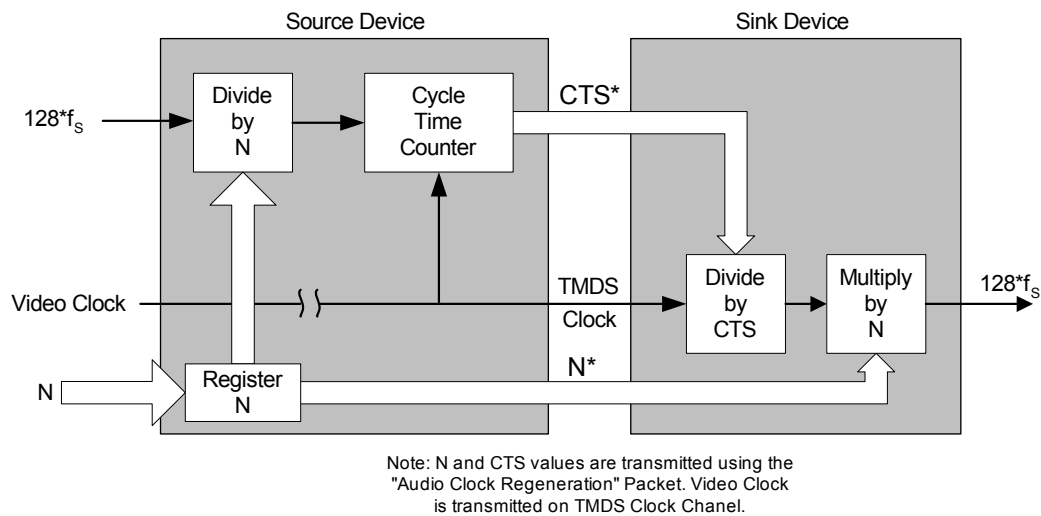 Source Device
Sink Device
128*fS
Divide
by
N
Cycle
Time
Counter
CTS*
Video Clock
TMDS
Clock
Divide
by
CTS
Multiply
by
N
128*fS
N
Register
N
N*
Note: N and CTS values are transmitted using the
"Audio Clock Regeneration" Packet. Video Clock
is transmitted on TMDS Clock Chanel.